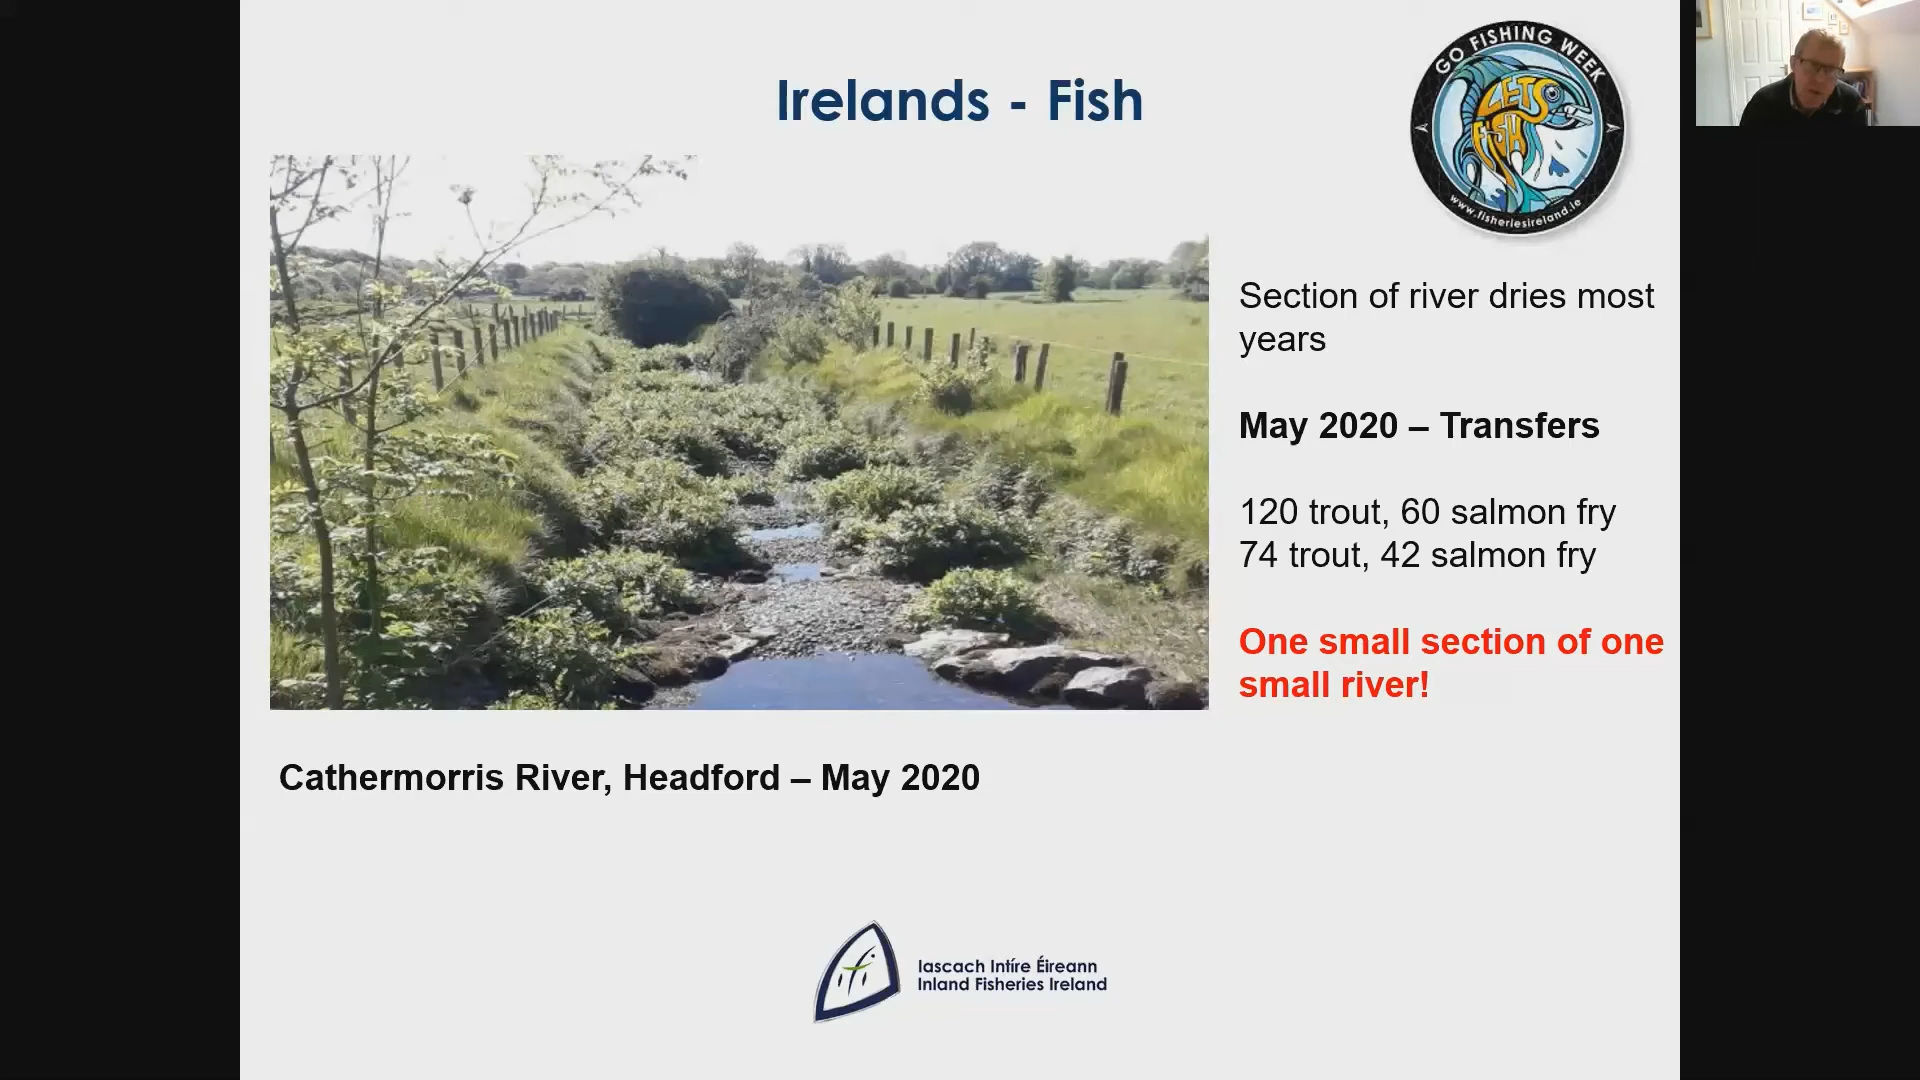 Irelands - Fish
GO FISHING WEEK
LETS
FISH
www.fisheriesireland.ie
Section of river dries most
years
May 2020 – Transfers
120 trout, 60 salmon fry
74 trout, 42 salmon fry
One small section of one
small river!
Cathermorris River, Headford – May 2020
ifi
Iascach Intíre Éireann
Inland Fisheries Ireland